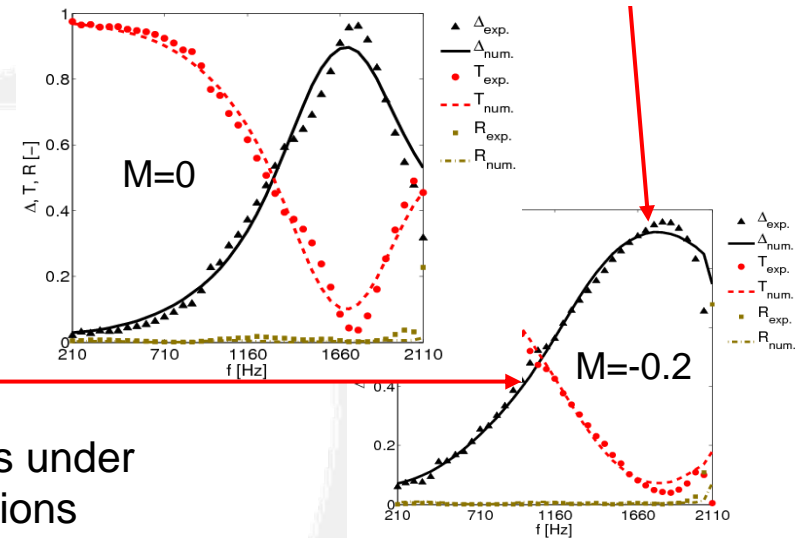 1
0.8
0.6
0.4
0.2
0
Δ, T, R [–]
M=0
210 710 1160 1660 2110
f [Hz]
Δexp.
Δnum.
Texp.
Tnum.
Rexp.
Rnum.
0.4
0.2
0
M=-0.2
210 710 1160 1660 2110
f [Hz]
Δexp.
Δnum.
Texp.
Tnum.
Rexp.
Rnum.
s under
ions